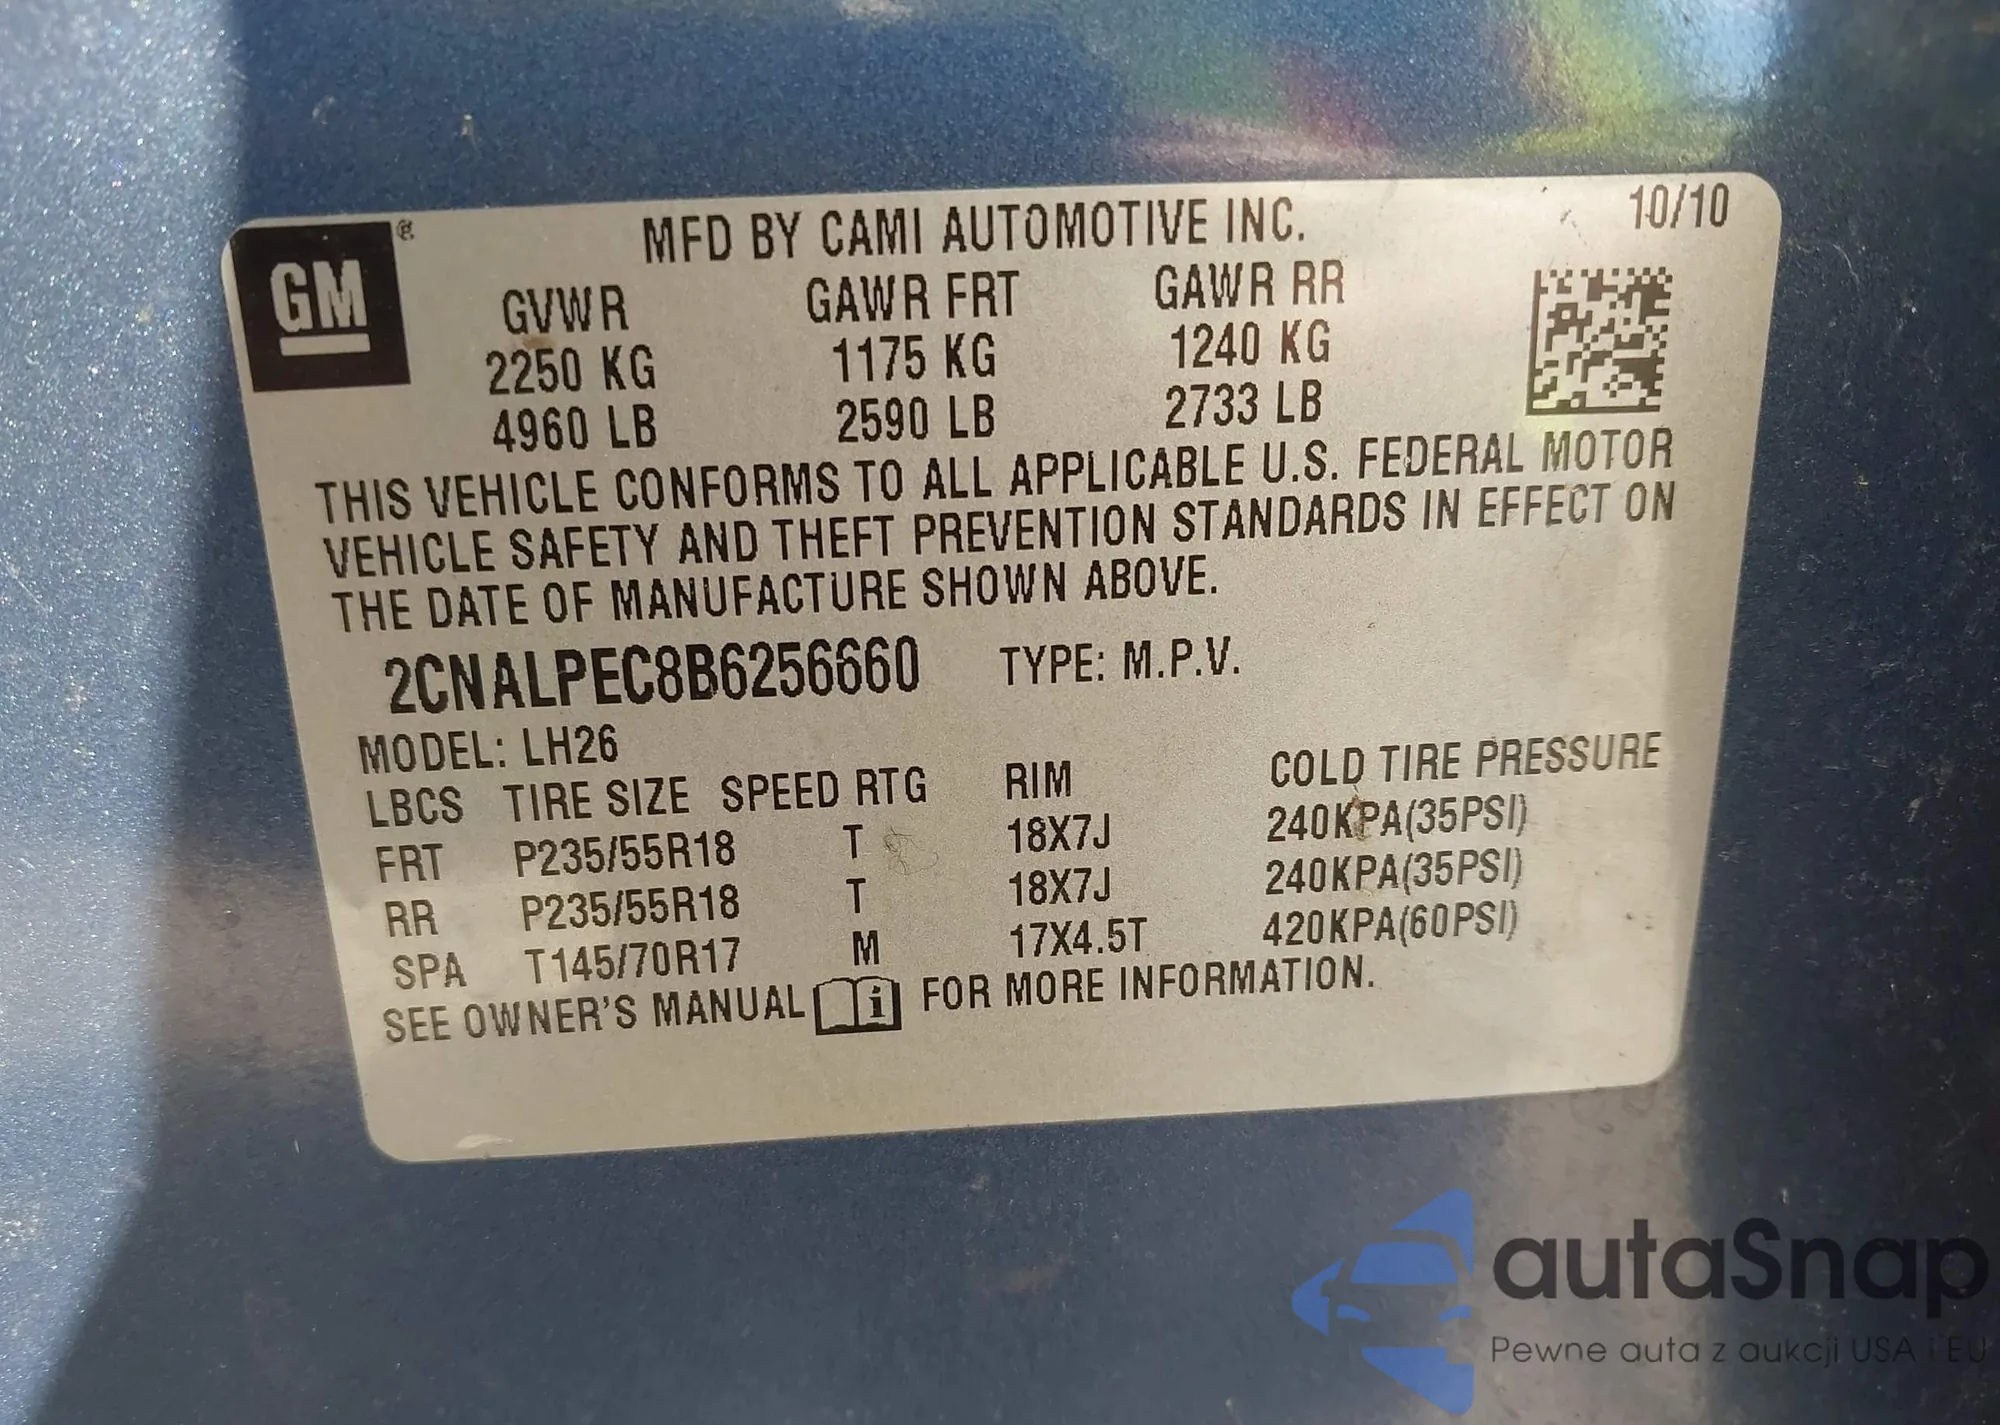 GM ®
MFD BY CAMI AUTOMOTIVE INC. 10/10
GVWR GAWR FRT GAWR RR
2250 KG 1175 KG 1240 KG
4960 LB 2590 LB 2733 LB
THIS VEHICLE CONFORMS TO ALL APPLICABLE U.S. FEDERAL MOTOR
VEHICLE SAFETY AND THEFT PREVENTION STANDARDS IN EFFECT ON
THE DATE OF MANUFACTURE SHOWN ABOVE.
2CNALPEC8B6256660 TYPE: M.P.V.
MODEL: LH26
LBCS TIRE SIZE SPEED RTG RIM COLD TIRE PRESSURE
FRT P235/55R18 T 18X7J 240KPA(35PSI)
RR P235/55R18 T 18X7J 240KPA(35PSI)
SPA T145/70R17 M 17X4.5T 420KPA(60PSI)
SEE OWNER'S MANUAL i FOR MORE INFORMATION.
autaSnap
Pewne auta z aukcji USA i EU